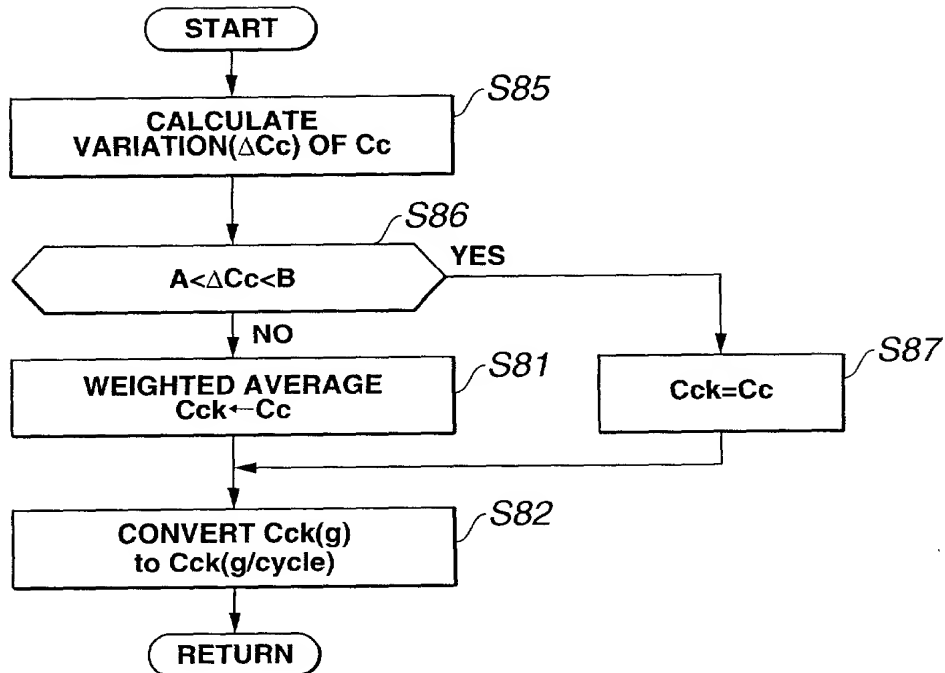 START
S85
CALCULATE
VARIATION(ΔCc) OF Cc
S86
A<ΔCc<B
YES
NO
S81
WEIGHTED AVERAGE
Cck←Cc
S87
Cck=Cc
S82
CONVERT Cck(g)
to Cck(g/cycle)
RETURN